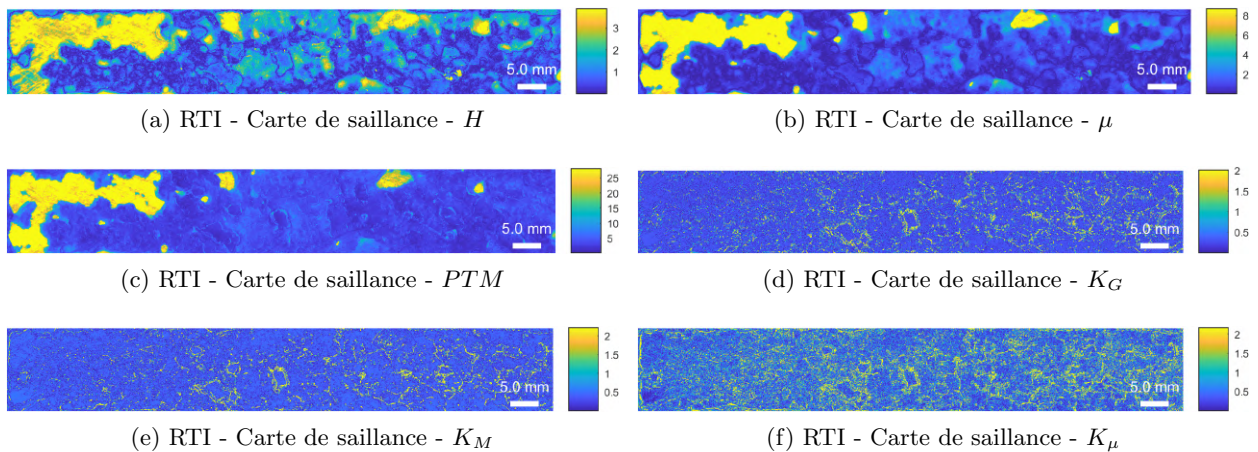 3
2
1
5.0 mm
(a) RTI - Carte de saillance - H
8
6
4
2
5.0 mm
(b) RTI - Carte de saillance - μ
25
20
15
10
5
5.0 mm
(c) RTI - Carte de saillance - PTM
2
1.5
1
0.5
5.0 mm
(d) RTI - Carte de saillance - K_G
2
1.5
1
0.5
5.0 mm
(e) RTI - Carte de saillance - K_M
2
1.5
1
0.5
5.0 mm
(f) RTI - Carte de saillance - K_μ